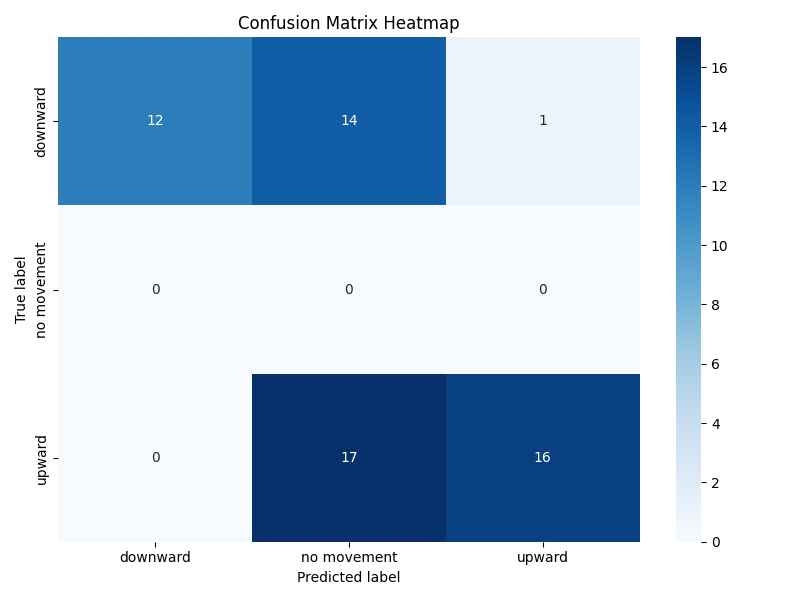 Confusion Matrix Heatmap
True label
downward
12 14 1
no movement
0 0 0
upward
0 17 16
downward no movement upward
Predicted label
16
14
12
10
8
6
4
2
0